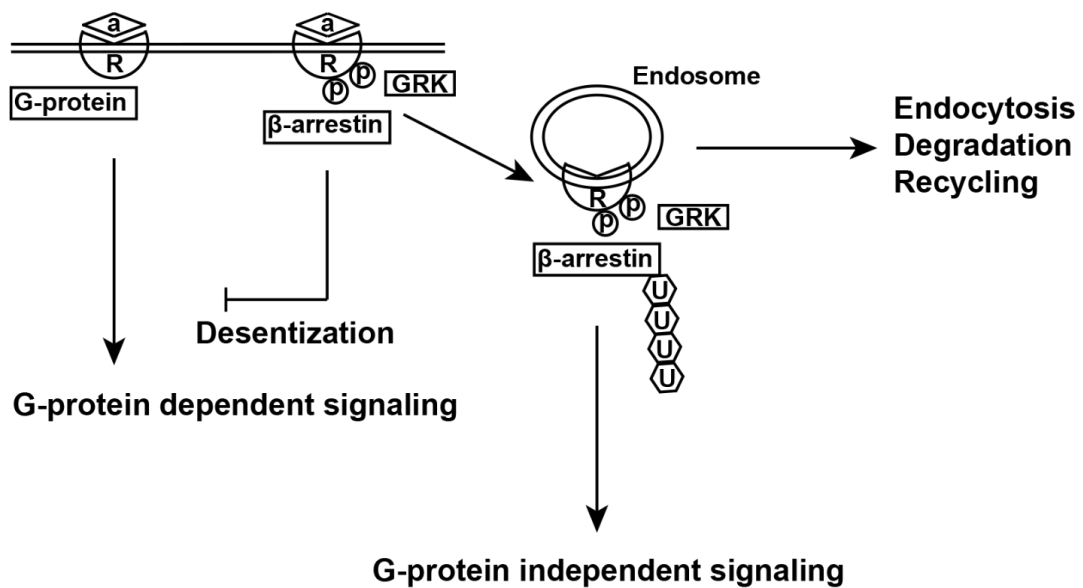 a
a
R
R
p
p
GRK
G-protein
β-arrestin
Endosome
Endocytosis
Degradation
Recycling
R
p
p
GRK
β-arrestin
U
U
U
U
Desentization
G-protein dependent signaling
G-protein independent signaling